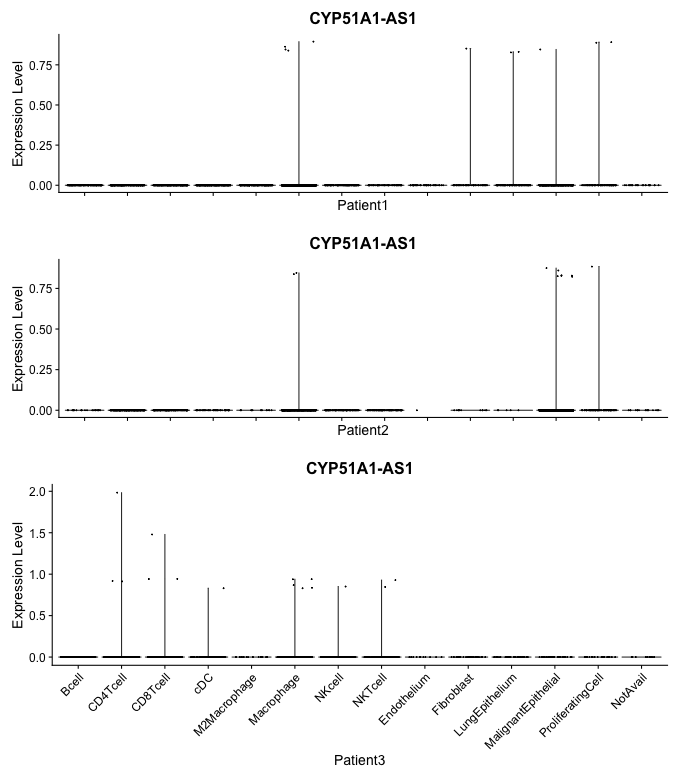 CYP51A1-AS1
Expression Level
0.75
0.50
0.25
0.00
Patient1
CYP51A1-AS1
Expression Level
0.75
0.50
0.25
0.00
Patient2
CYP51A1-AS1
Expression Level
2.0
1.5
1.0
0.5
0.0
Bcell
CD4Tcell
CD8Tcell
cDC
M2Macrophage
Macrophage
NKcell
NKTcell
Endothelium
Fibroblast
LungEpithelium
MalignantEpithelial
ProliferatingCell
NotAvail
Patient3